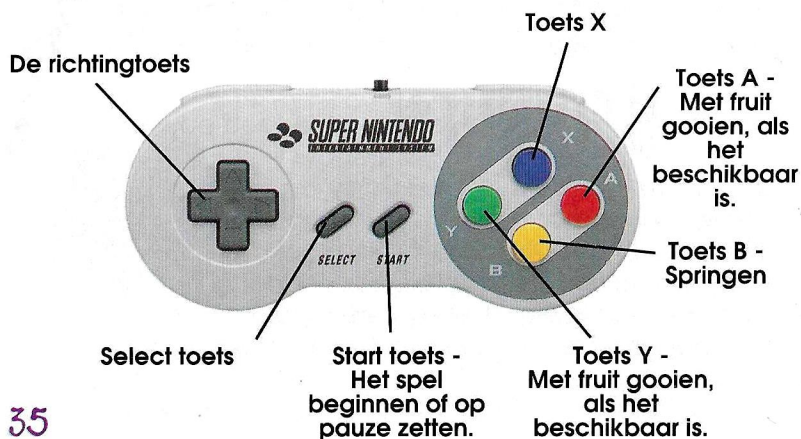 Toets X
De richtingtoets
Toets A -
Met fruit
gooien, als
het
beschikbaar
is.
SUPER NINTENDO
ENTERTAINMENT SYSTEM
X
A
Y
B
SELECT
START
Toets B -
Springen
Select toets
Start toets -
Het spel
beginnen of op
pauze zetten.
Toets Y -
Met fruit gooien,
als het
beschikbaar is.
35